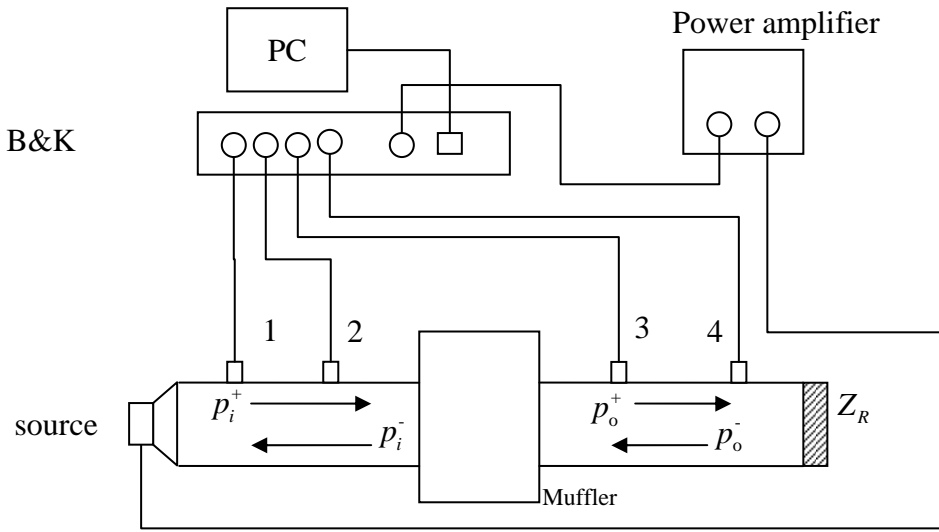 Power amplifier
PC
B&K
1 2 3 4
p_i^+ p_o^+ Z_R
source p_i^- p_o^-
Muffler